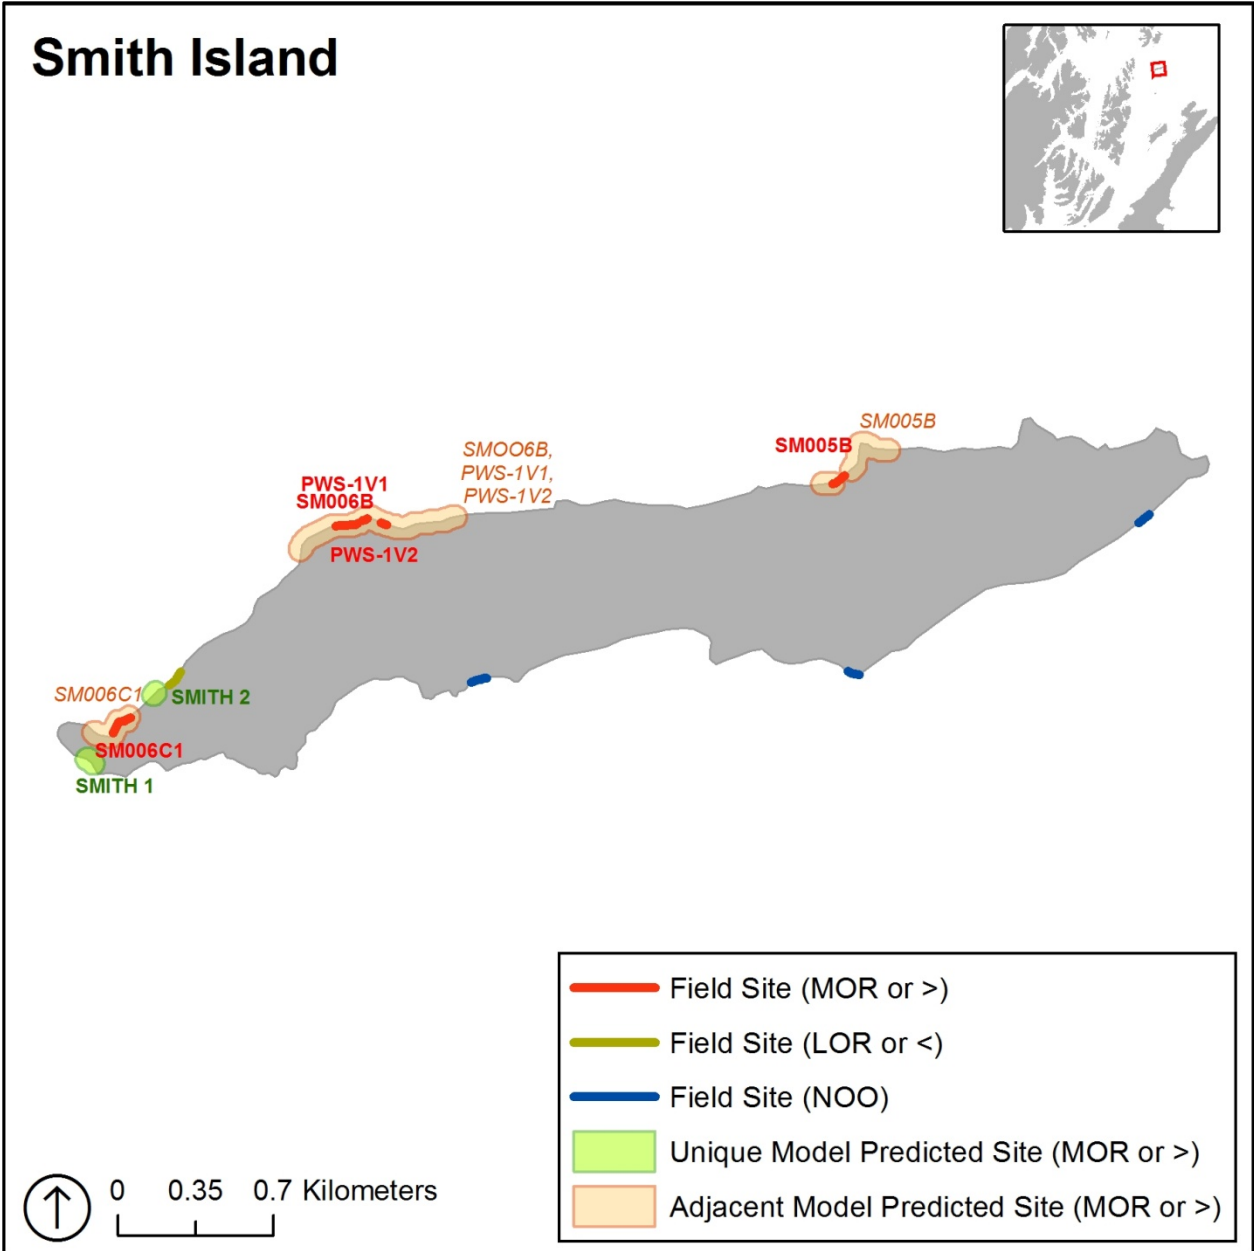 Smith Island
SM005B
SM005B
SMOO6B,
PWS-1V1,
PWS-1V2
PWS-1V1
SM006B
PWS-1V2
SM006C1
SMITH 2
SM006C1
SMITH 1
Field Site (MOR or >)
Field Site (LOR or <)
Field Site (NOO)
Unique Model Predicted Site (MOR or >)
Adjacent Model Predicted Site (MOR or >)
0 0.35 0.7 Kilometers